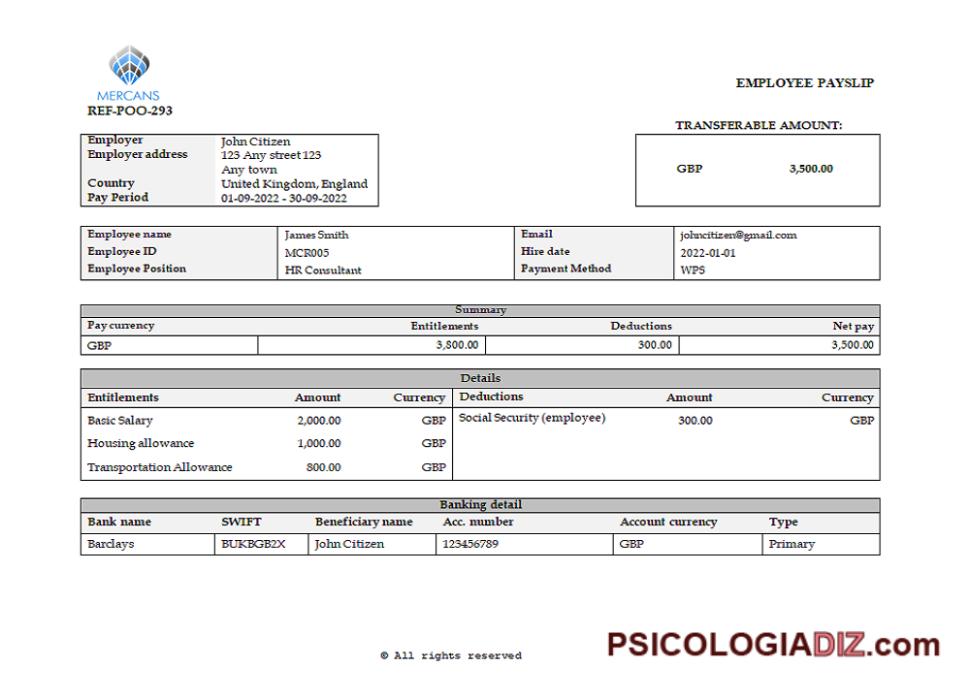 MERCANS
REF-POO-293
EMPLOYEE PAYSLIP
TRANSFERABLE AMOUNT:
GBP 3,500.00
Employer John Citizen
Employer address 123 Any street 123
Any town
Country United Kingdom, England
Pay Period 01-09-2022 - 30-09-2022
Employee name James Smith Email johncitizen@gmail.com
Employee ID MCR005 Hire date 2022-01-01
Employee Position HR Consultant Payment Method WPS
Summary
Pay currency Entitlements Deductions Net pay
GBP 3,800.00 300.00 3,500.00
Details
Entitlements Amount Currency Deductions Amount Currency
Basic Salary 2,000.00 GBP Social Security (employee) 300.00 GBP
Housing allowance 1,000.00 GBP
Transportation Allowance 800.00 GBP
Banking detail
Bank name SWIFT Beneficiary name Acc. number Account currency Type
Barclays BUKBGB2X John Citizen 123456789 GBP Primary
© All rights reserved
PSICOLOGIADIZ.com